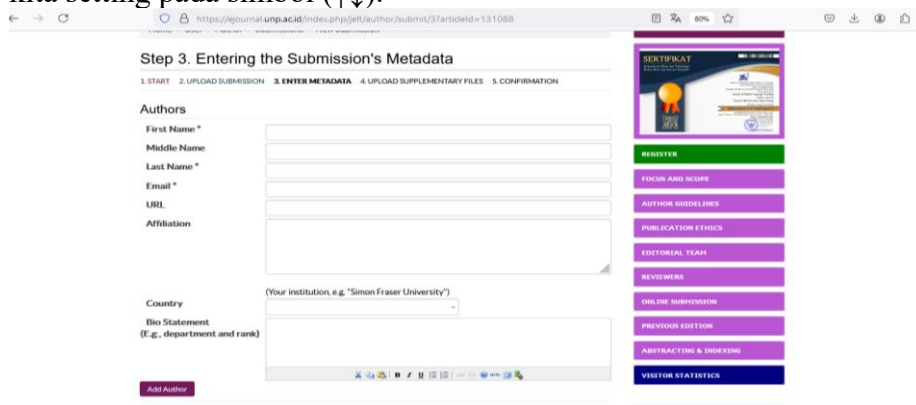 kita setting pada simbol (↑↓).
https://ejournal.unp.ac.id/index.php/jelt/author/submit/3?articleId=131088
80%
Step 3. Entering the Submission's Metadata
1. START 2. UPLOAD SUBMISSION 3. ENTER METADATA 4. UPLOAD SUPPLEMENTARY FILES 5. CONFIRMATION
Authors
First Name *
Middle Name
Last Name *
Email *
URL
Affiliation
(Your institution, e.g. "Simon Fraser University")
Country
Bio Statement
(E.g., department and rank)
B I U
Add Author
SERTIFIKAT
REGISTER
FOCUS AND SCOPE
AUTHOR GUIDELINES
PUBLICATION ETHICS
EDITORIAL TEAM
REVIEWERS
ONLINE SUBMISSION
PREVIOUS EDITION
ABSTRACTING & INDEXING
VISITOR STATISTICS